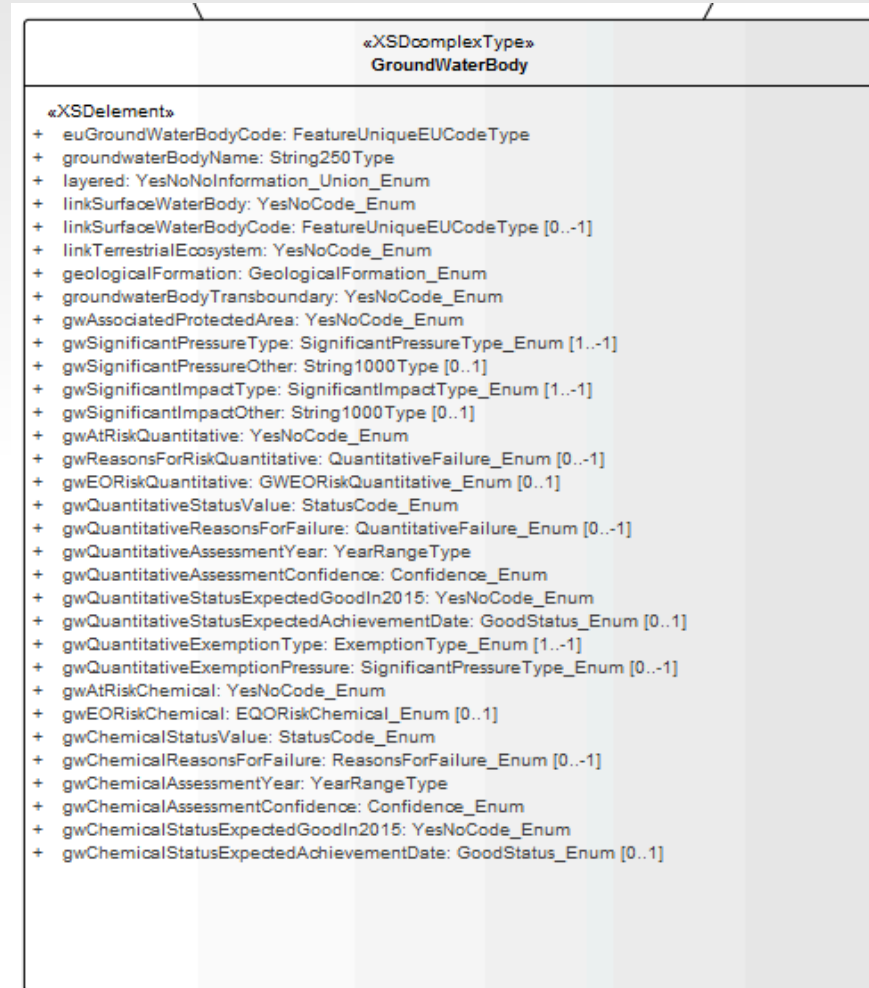 «XSDcomplexType»
GroundWaterBody
«XSDelement»
+ euGroundWaterBodyCode: FeatureUniqueEUCodeType
+ groundwaterBodyName: String250Type
+ layered: YesNoNoInformation_Union_Enum
+ linkSurfaceWaterBody: YesNoCode_Enum
+ linkSurfaceWaterBodyCode: FeatureUniqueEUCodeType [0..-1]
+ linkTerrestrialEcosystem: YesNoCode_Enum
+ geologicalFormation: GeologicalFormation_Enum
+ groundwaterBodyTransboundary: YesNoCode_Enum
+ gwAssociatedProtectedArea: YesNoCode_Enum
+ gwSignificantPressureType: SignificantPressureType_Enum [1..-1]
+ gwSignificantPressureOther: String1000Type [0..1]
+ gwSignificantImpactType: SignificantImpactType_Enum [1..-1]
+ gwSignificantImpactOther: String1000Type [0..1]
+ gwAtRiskQuantitative: YesNoCode_Enum
+ gwReasonsForRiskQuantitative: QuantitativeFailure_Enum [0..-1]
+ gwEORiskQuantitative: GWEORiskQuantitative_Enum [0..1]
+ gwQuantitativeStatusValue: StatusCode_Enum
+ gwQuantitativeReasonsForFailure: QuantitativeFailure_Enum [0..-1]
+ gwQuantitativeAssessmentYear: YearRangeType
+ gwQuantitativeAssessmentConfidence: Confidence_Enum
+ gwQuantitativeStatusExpectedGoodIn2015: YesNoCode_Enum
+ gwQuantitativeStatusExpectedAchievementDate: GoodStatus_Enum [0..1]
+ gwQuantitativeExemptionType: ExemptionType_Enum [1..-1]
+ gwQuantitativeExemptionPressure: SignificantPressureType_Enum [0..-1]
+ gwAtRiskChemical: YesNoCode_Enum
+ gwEORiskChemical: EQORiskChemical_Enum [0..1]
+ gwChemicalStatusValue: StatusCode_Enum
+ gwChemicalReasonsForFailure: ReasonsForFailure_Enum [0..-1]
+ gwChemicalAssessmentYear: YearRangeType
+ gwChemicalAssessmentConfidence: Confidence_Enum
+ gwChemicalStatusExpectedGoodIn2015: YesNoCode_Enum
+ gwChemicalStatusExpectedAchievementDate: GoodStatus_Enum [0..1]